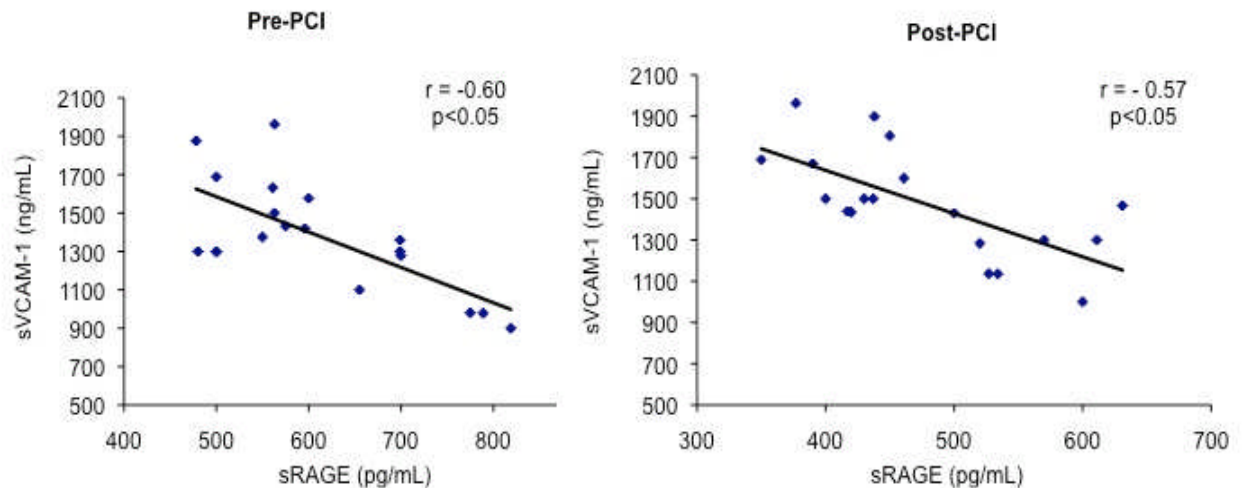 Pre-PCI
r = -0.60
p<0.05
2100
1900
1700
1500
1300
1100
900
700
500
sVCAM-1 (ng/mL)
400 500 600 700 800
sRAGE (pg/mL)
Post-PCI
r = - 0.57
p<0.05
2100
1900
1700
1500
1300
1100
900
700
500
sVCAM-1 (ng/mL)
300 400 500 600 700
sRAGE (pg/mL)